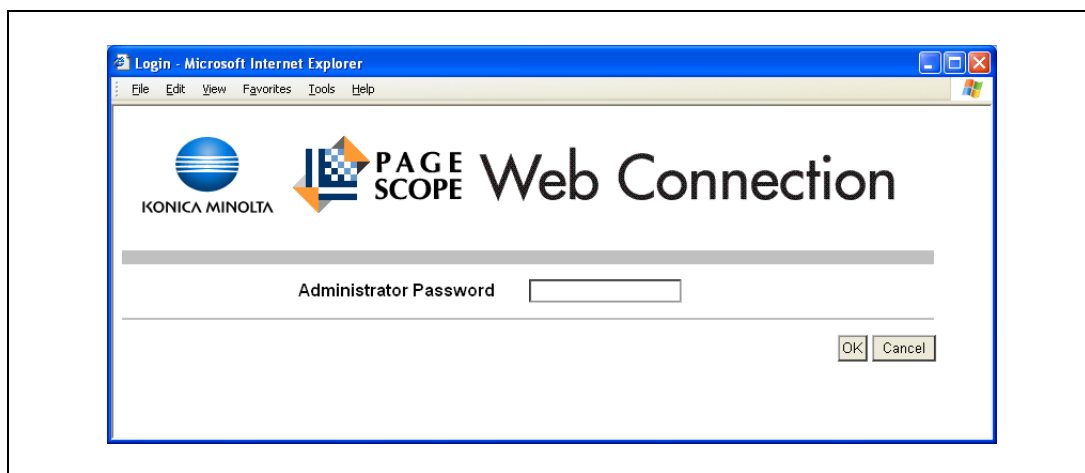 Login - Microsoft Internet Explorer
File Edit View Favorites Tools Help
KONICA MINOLTA
PAGE SCOPE Web Connection
Administrator Password
OK Cancel